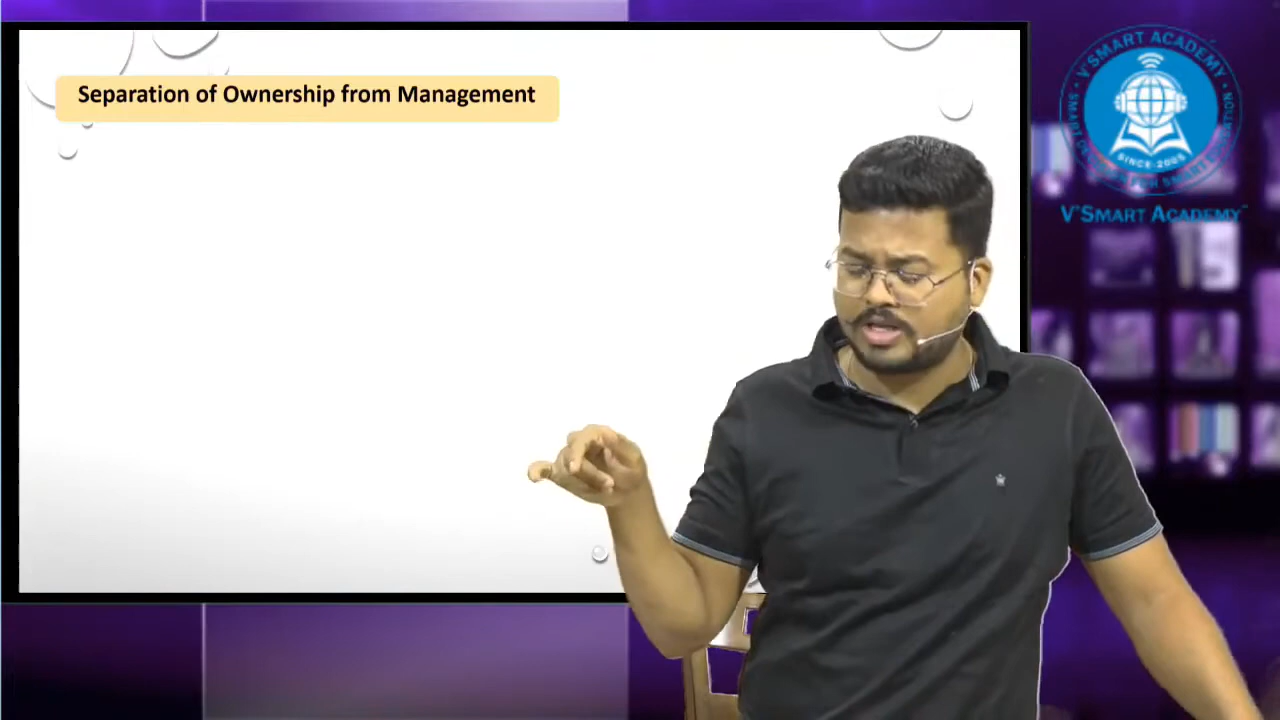 Separation of Ownership from Management
V'SMART ACADEMY
SINCE-2005
V'SMART ACADEMY